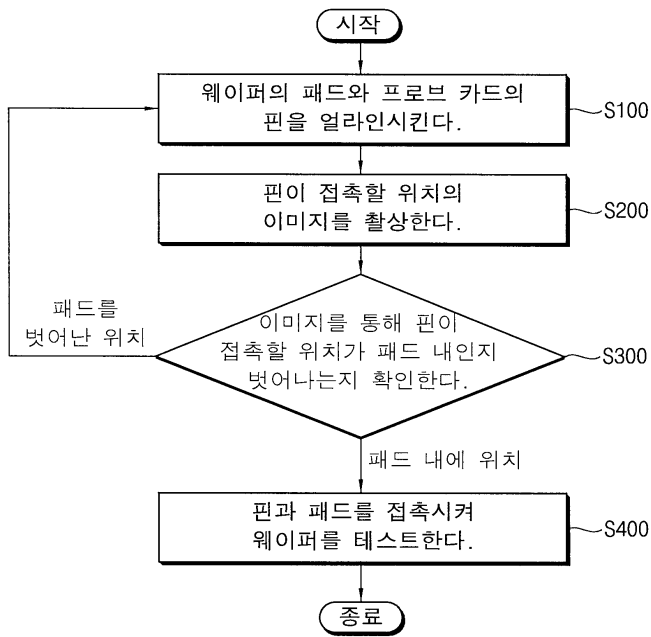 시작
웨이퍼의 패드와 프로브 카드의
핀을 얼라인시킨다.
S100
핀이 접촉할 위치의
이미지를 촬상한다.
S200
패드를
벗어난 위치
이미지를 통해 핀이
접촉할 위치가 패드 내인지
벗어나는지 확인한다.
S300
패드 내에 위치
핀과 패드를 접촉시켜
웨이퍼를 테스트한다.
S400
종료